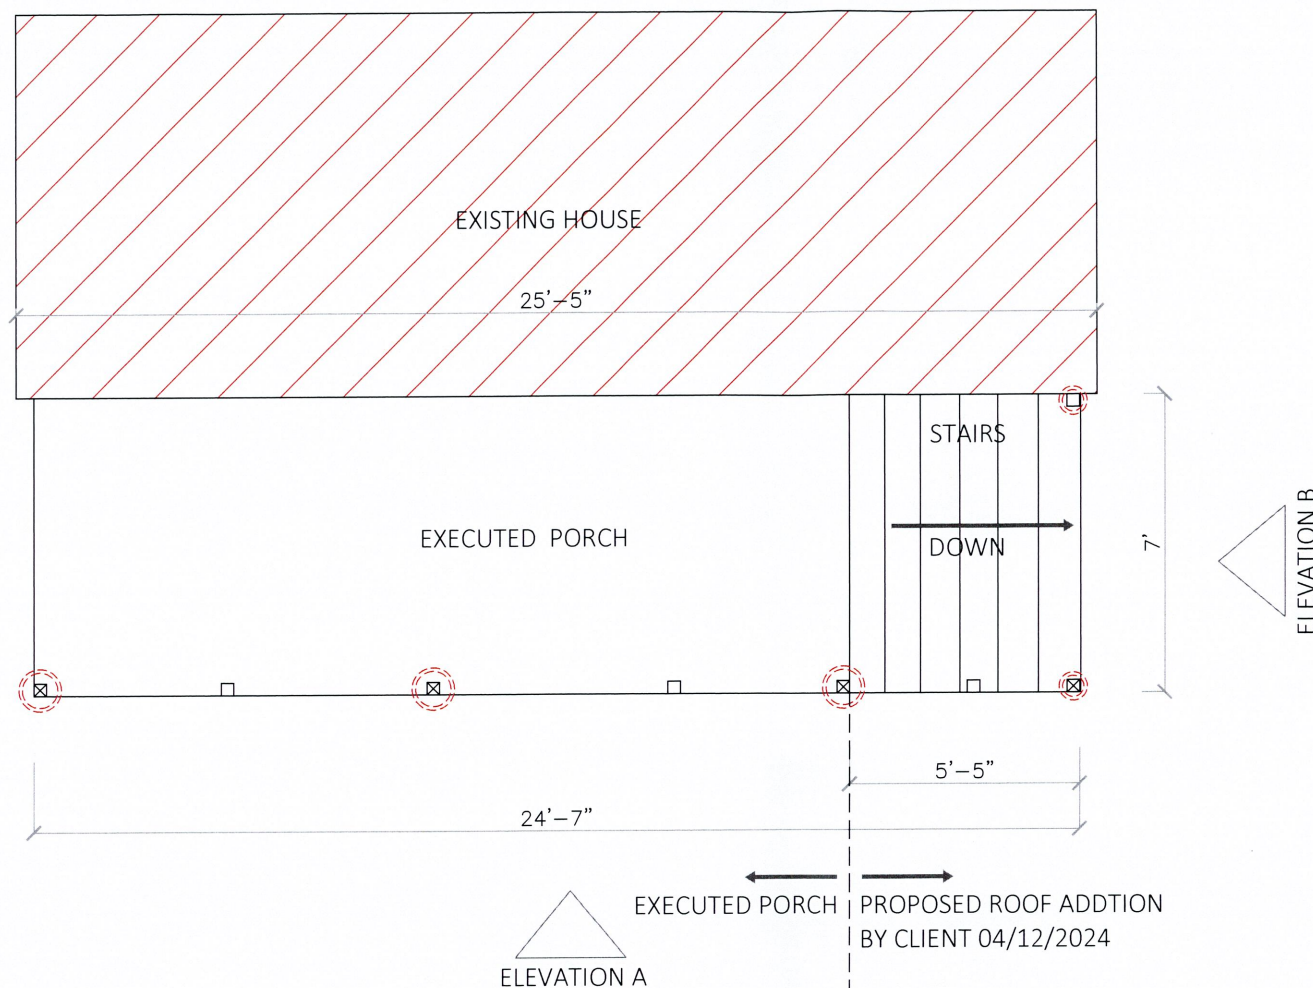 EXISTING HOUSE
25'–5"
STAIRS
EXECUTED PORCH
DOWN
7'
ELEVATION B
5'–5"
24'–7"
EXECUTED PORCH
PROPOSED ROOF ADDTION
BY CLIENT 04/12/2024
ELEVATION A